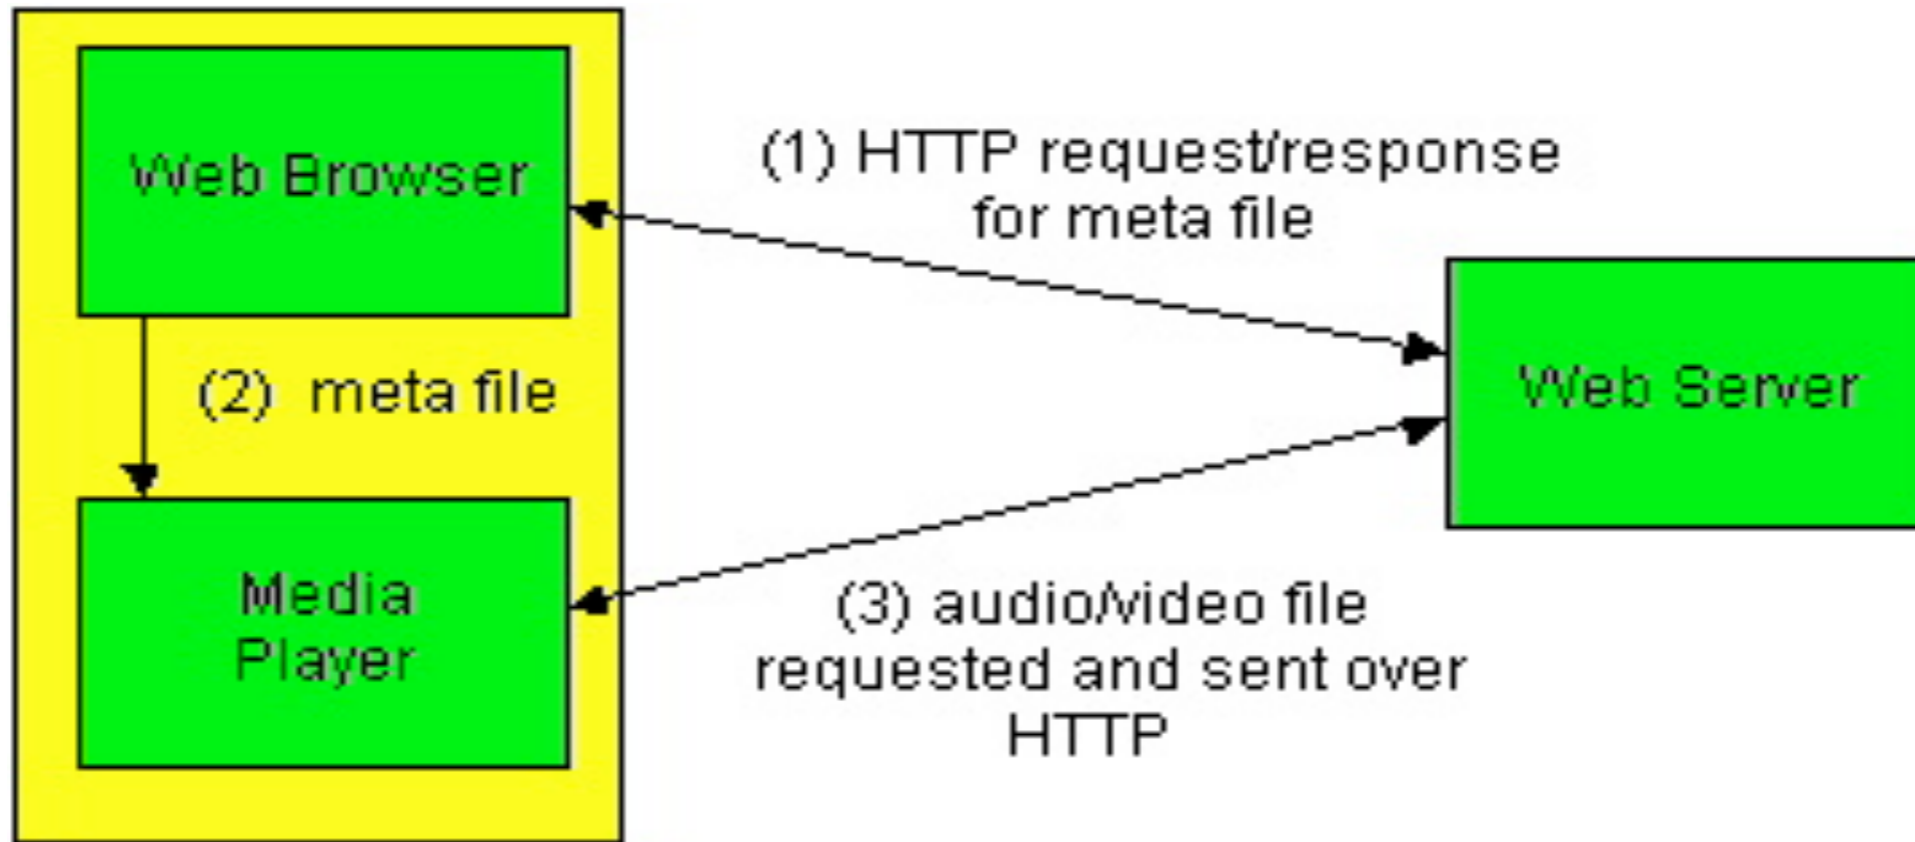 Web Browser
(1) HTTP request/response
for meta file
(2) meta file
Web Server
Media
Player
(3) audio/video file
requested and sent over
HTTP